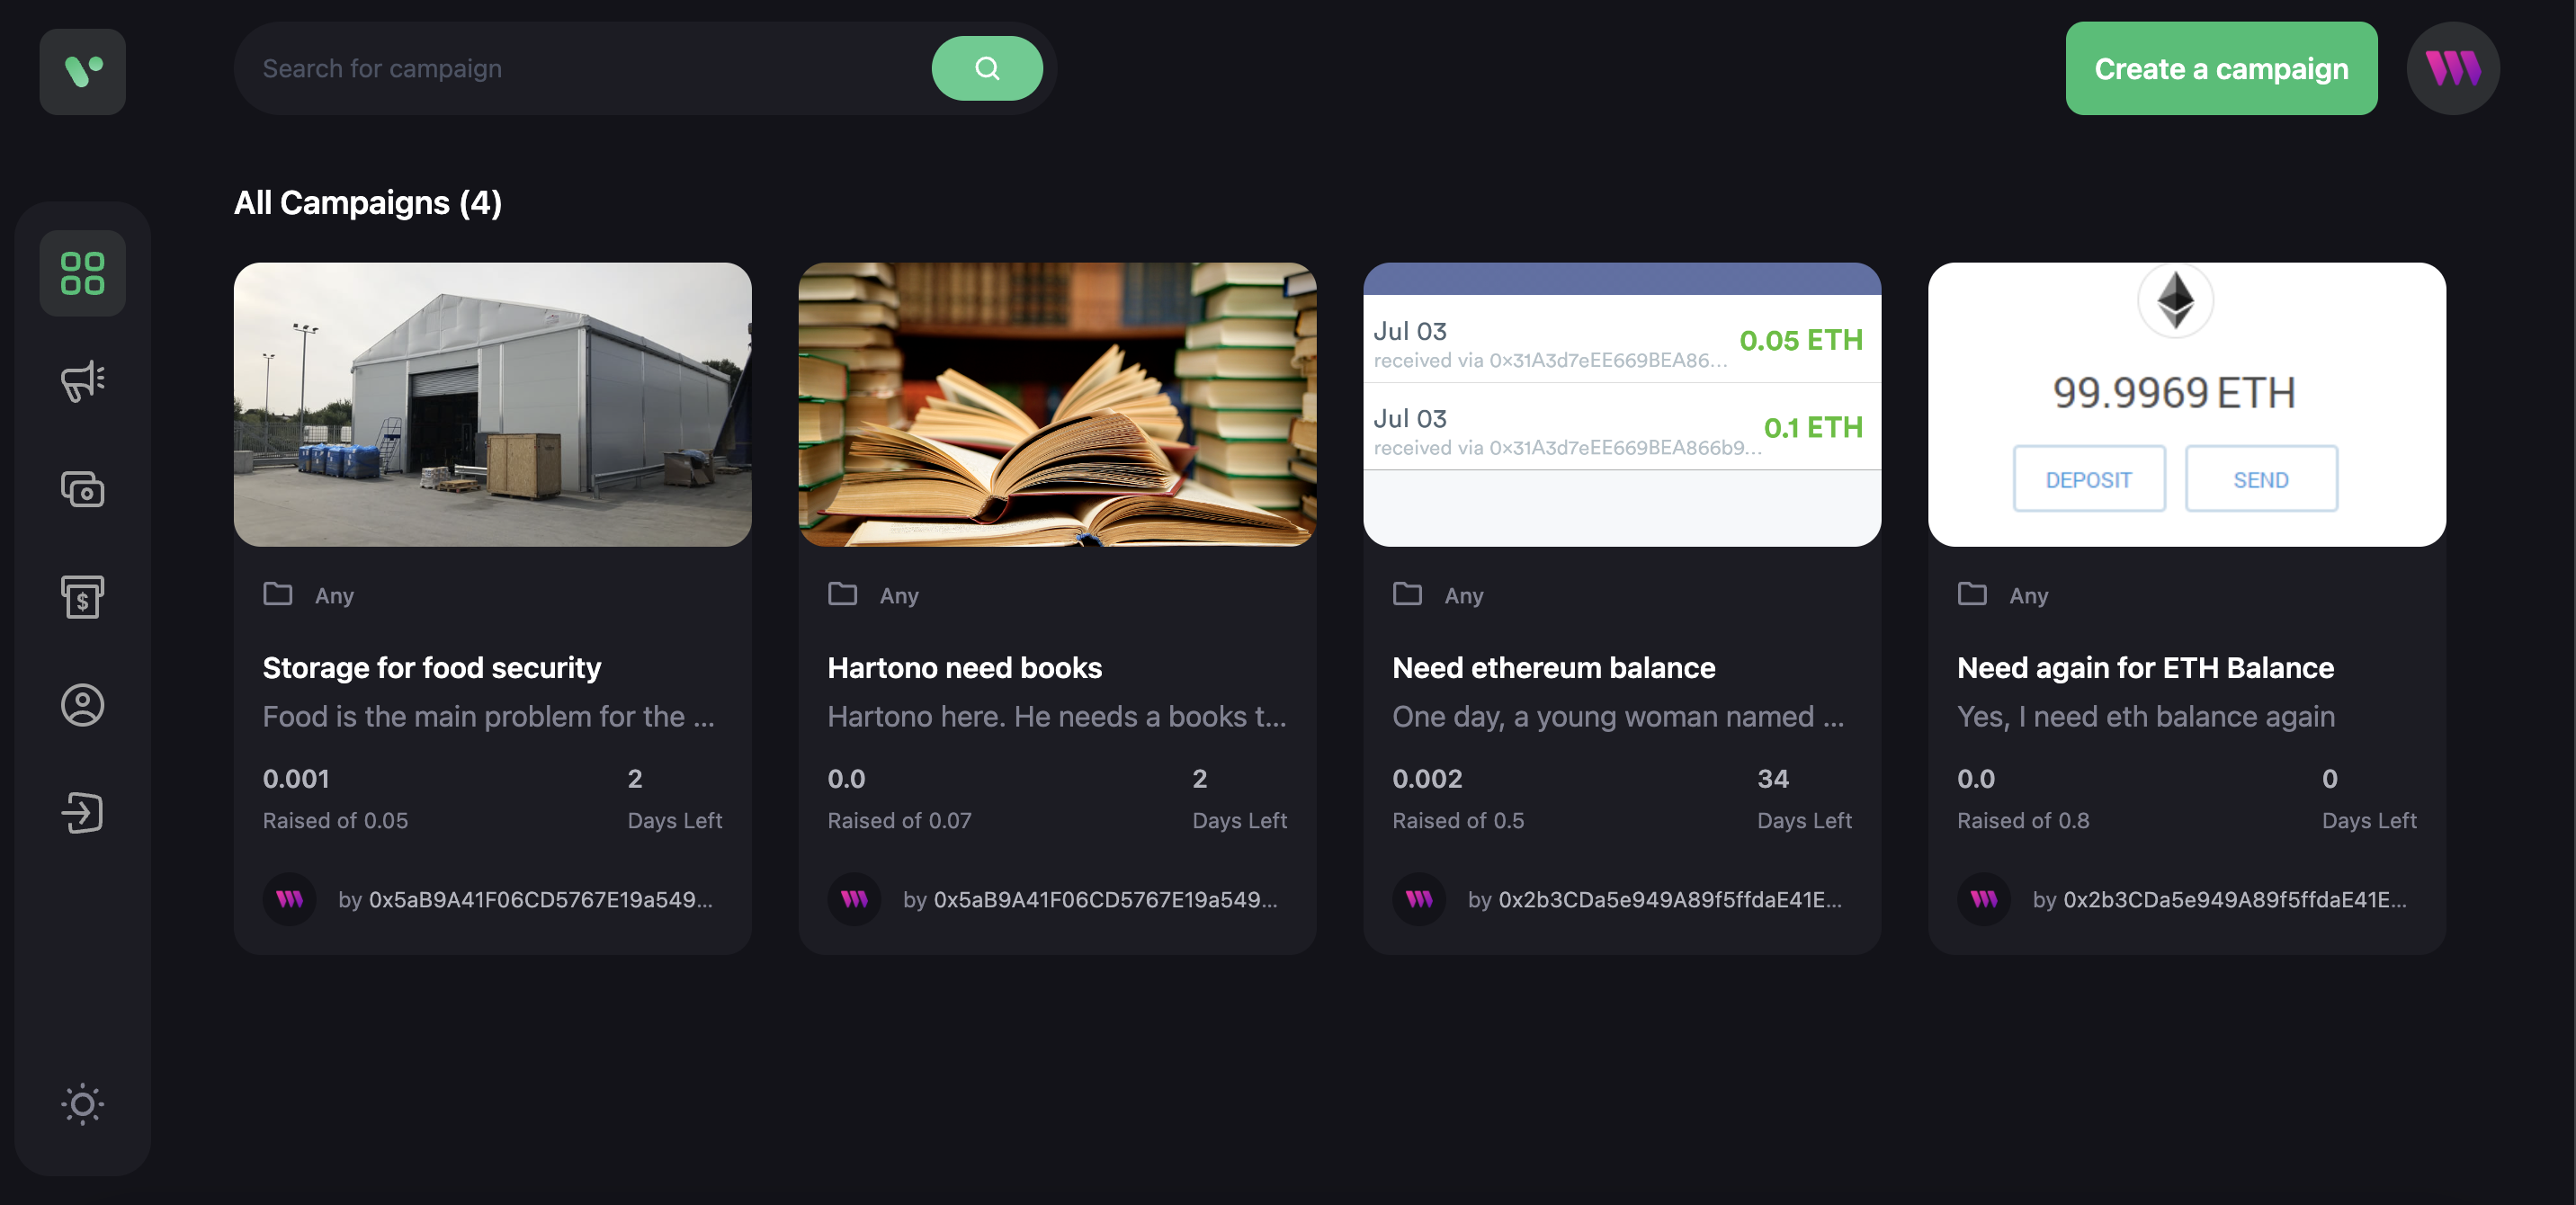 Search for campaign
Create a campaign
All Campaigns (4)
Any
Storage for food security
Food is the main problem for the ...
0.001
2
Raised of 0.05
Days Left
by 0x5aB9A41F06CD5767E19a549...
Any
Hartono need books
Hartono here. He needs a books t...
0.0
2
Raised of 0.07
Days Left
by 0x5aB9A41F06CD5767E19a549...
Jul 03
0.05 ETH
received via 0x31A3d7eEE669BEA86...
Jul 03
0.1 ETH
received via 0x31A3d7eEE669BEA866b9...
Any
Need ethereum balance
One day, a young woman named ...
0.002
34
Raised of 0.5
Days Left
by 0x2b3CDa5e949A89f5ffdaE41E...
99.9969 ETH
DEPOSIT
SEND
Any
Need again for ETH Balance
Yes, I need eth balance again
0.0
0
Raised of 0.8
Days Left
by 0x2b3CDa5e949A89f5ffdaE41E...